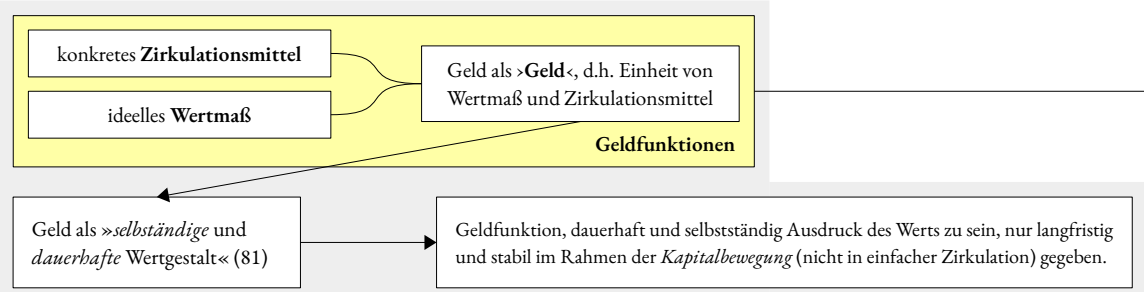 konkretes Zirkulationsmittel
ideelles Wertmaß
Geld als ›Geld‹, d.h. Einheit von
Wertmaß und Zirkulationsmittel
Geldfunktionen
Geld als »selbständige und
dauerhafte Wertgestalt« (81)
Geldfunktion, dauerhaft und selbstständig Ausdruck des Werts zu sein, nur langfristig
und stabil im Rahmen der Kapitalbewegung (nicht in einfacher Zirkulation) gegeben.